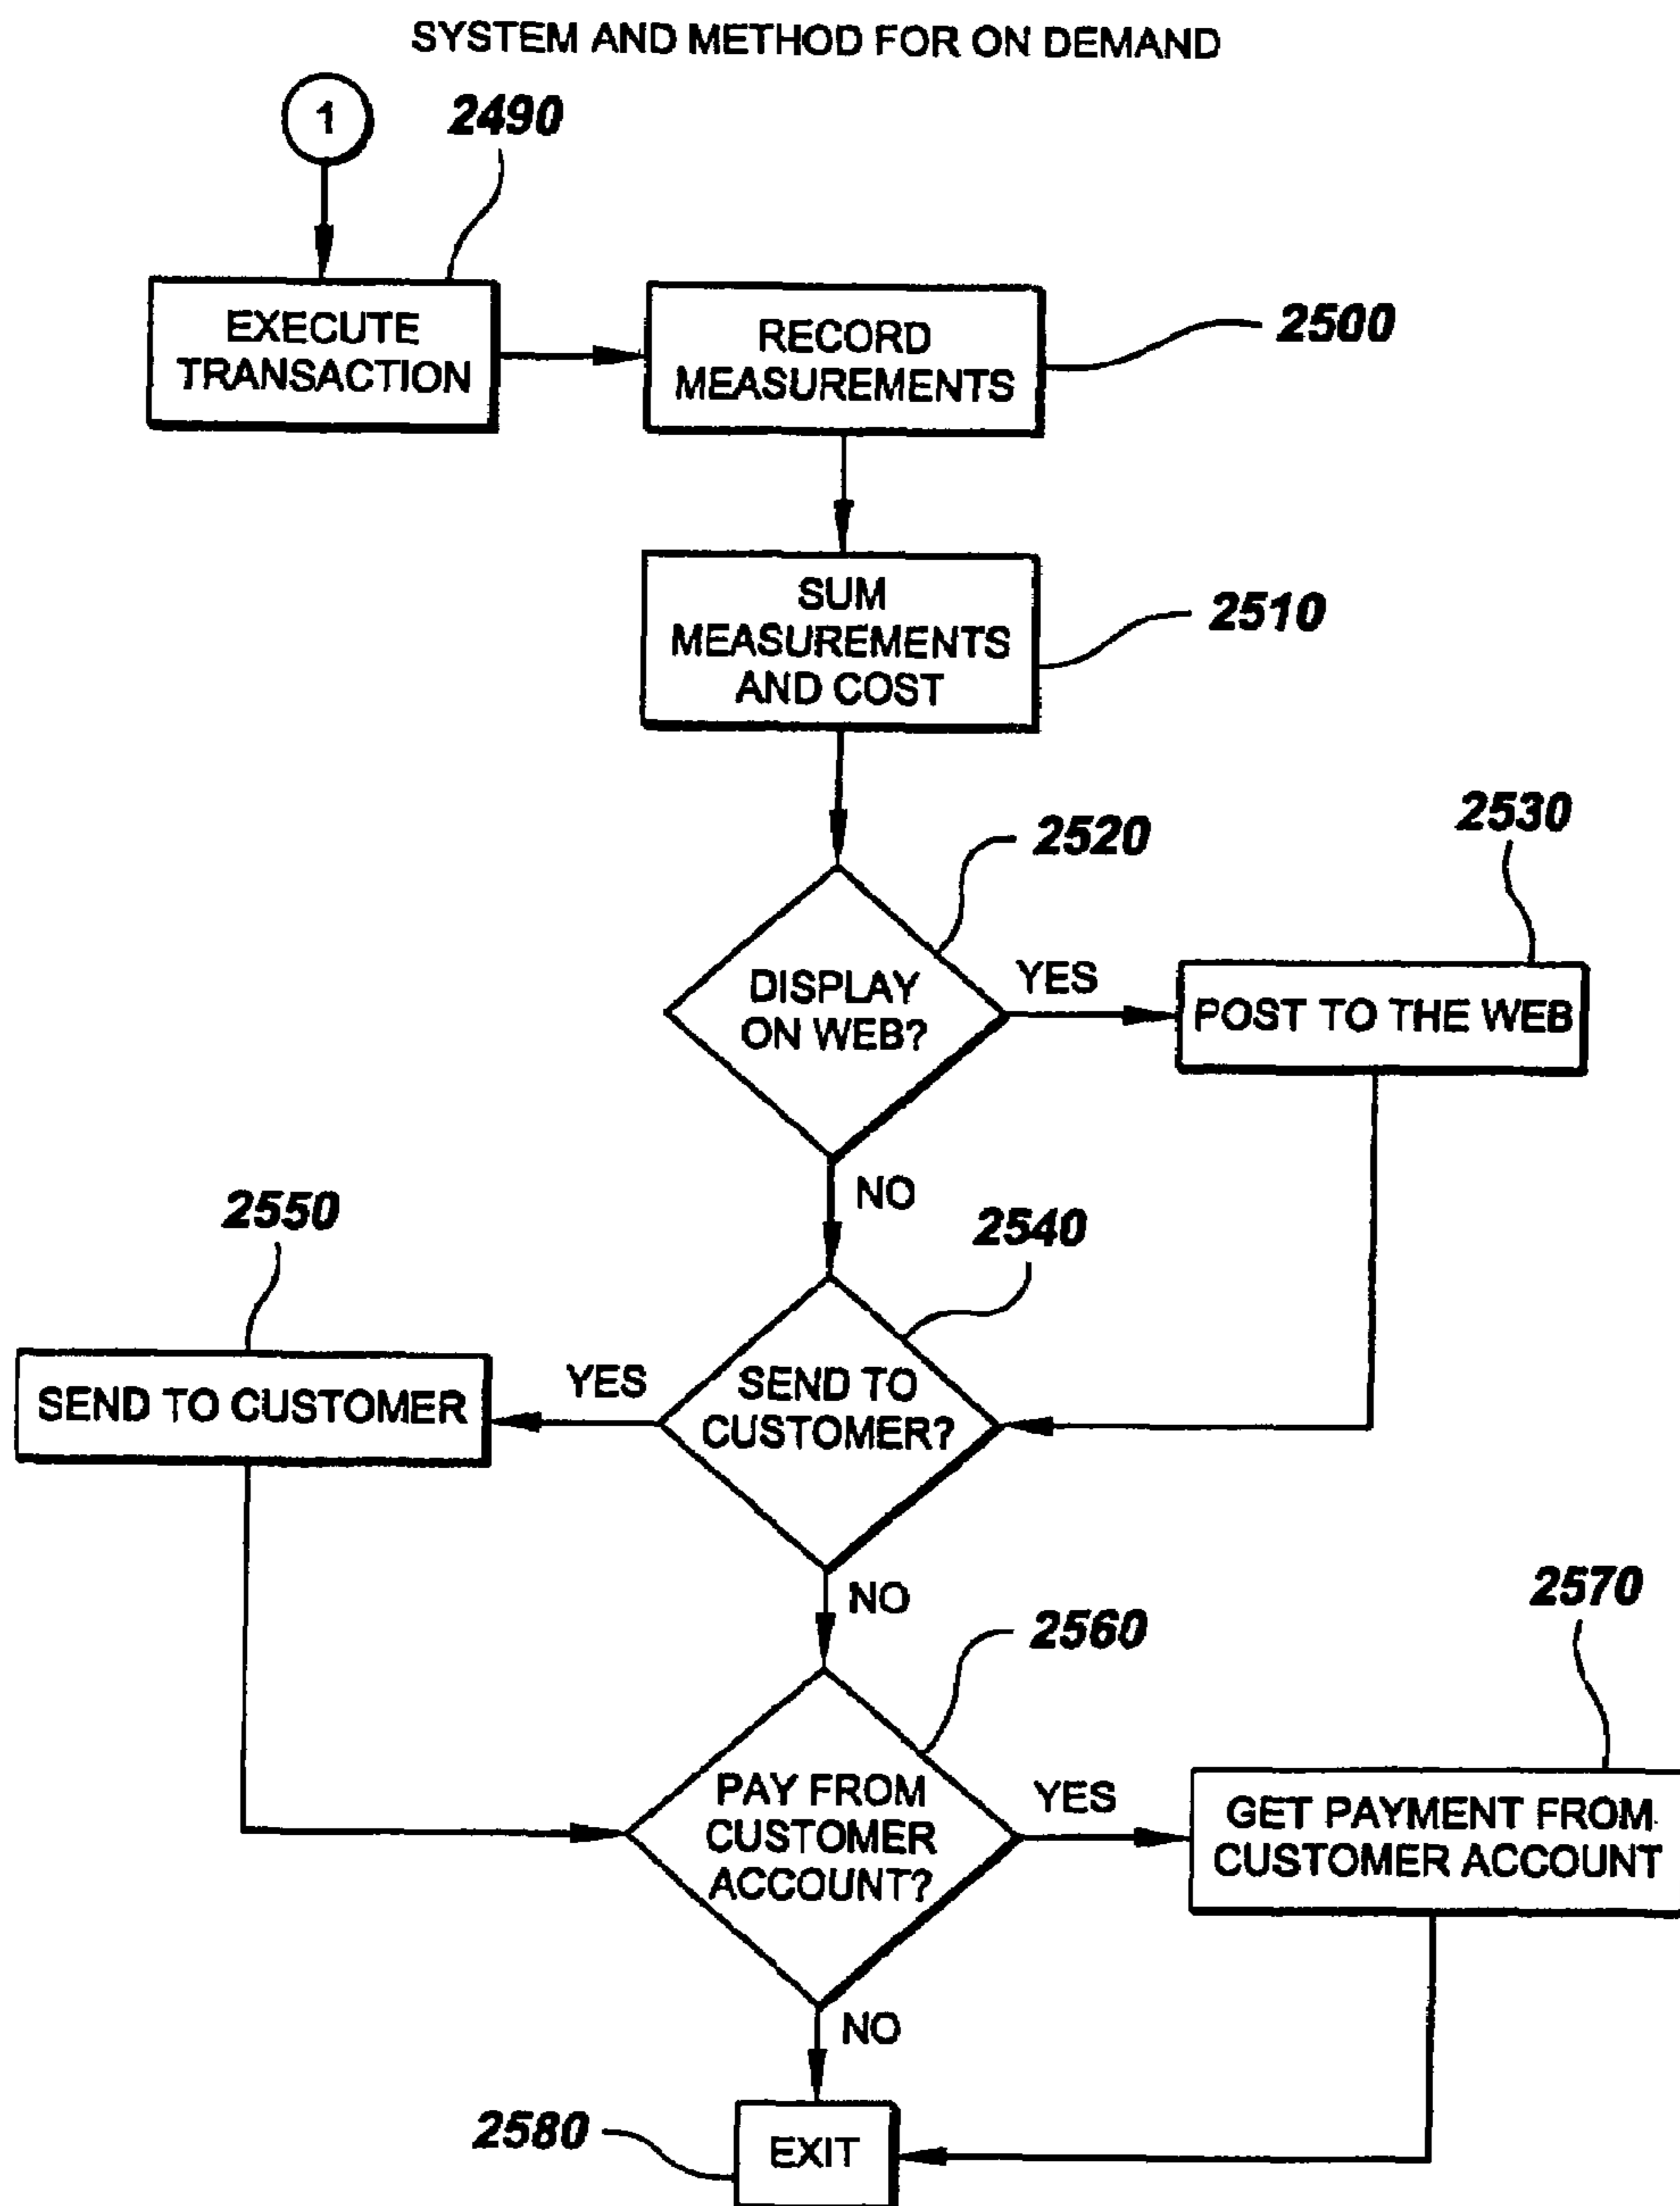 SYSTEM AND METHOD FOR ON DEMAND
1
2490
EXECUTE
TRANSACTION
RECORD
MEASUREMENTS
2500
SUM
MEASUREMENTS
AND COST
2510
2520
2530
DISPLAY
ON WEB?
YES
POST TO THE WEB
NO
2550
2540
SEND TO CUSTOMER
YES
SEND TO
CUSTOMER?
NO
2560
2570
PAY FROM
CUSTOMER
ACCOUNT?
YES
GET PAYMENT FROM
CUSTOMER ACCOUNT
NO
2580
EXIT